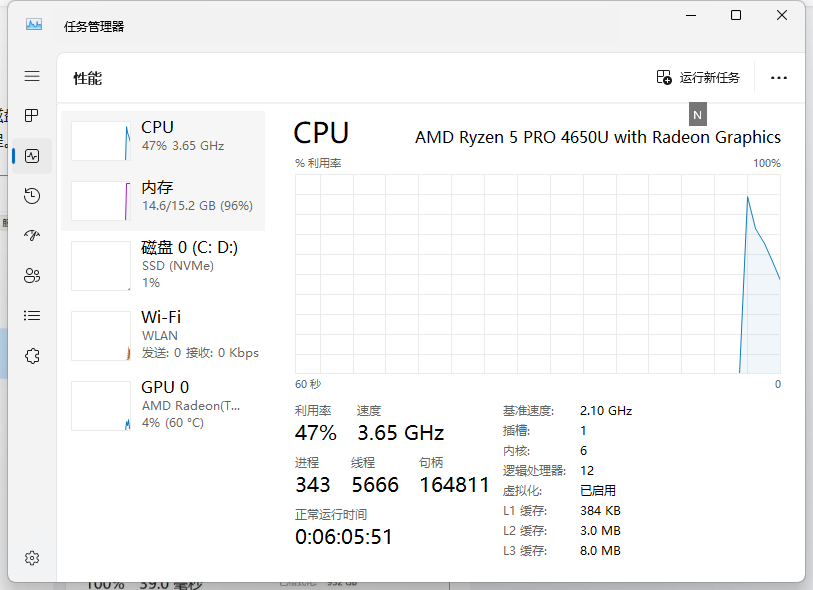 任务管理器
性能
运行新任务
N
CPU
47% 3.65 GHz
内存
14.6/15.2 GB (96%)
磁盘 0 (C: D:)
SSD (NVMe)
1%
Wi-Fi
WLAN
发送: 0 接收: 0 Kbps
GPU 0
AMD Radeon(T...
4% (60 °C)
CPU
AMD Ryzen 5 PRO 4650U with Radeon Graphics
% 利用率
100%
60 秒
0
利用率
速度
47%
3.65 GHz
进程
线程
句柄
343
5666
164811
正常运行时间
0:06:05:51
基准速度:
2.10 GHz
插槽:
1
内核:
6
逻辑处理器:
12
虚拟化:
已启用
L1 缓存:
384 KB
L2 缓存:
3.0 MB
L3 缓存:
8.0 MB
100% 39.0 毫秒